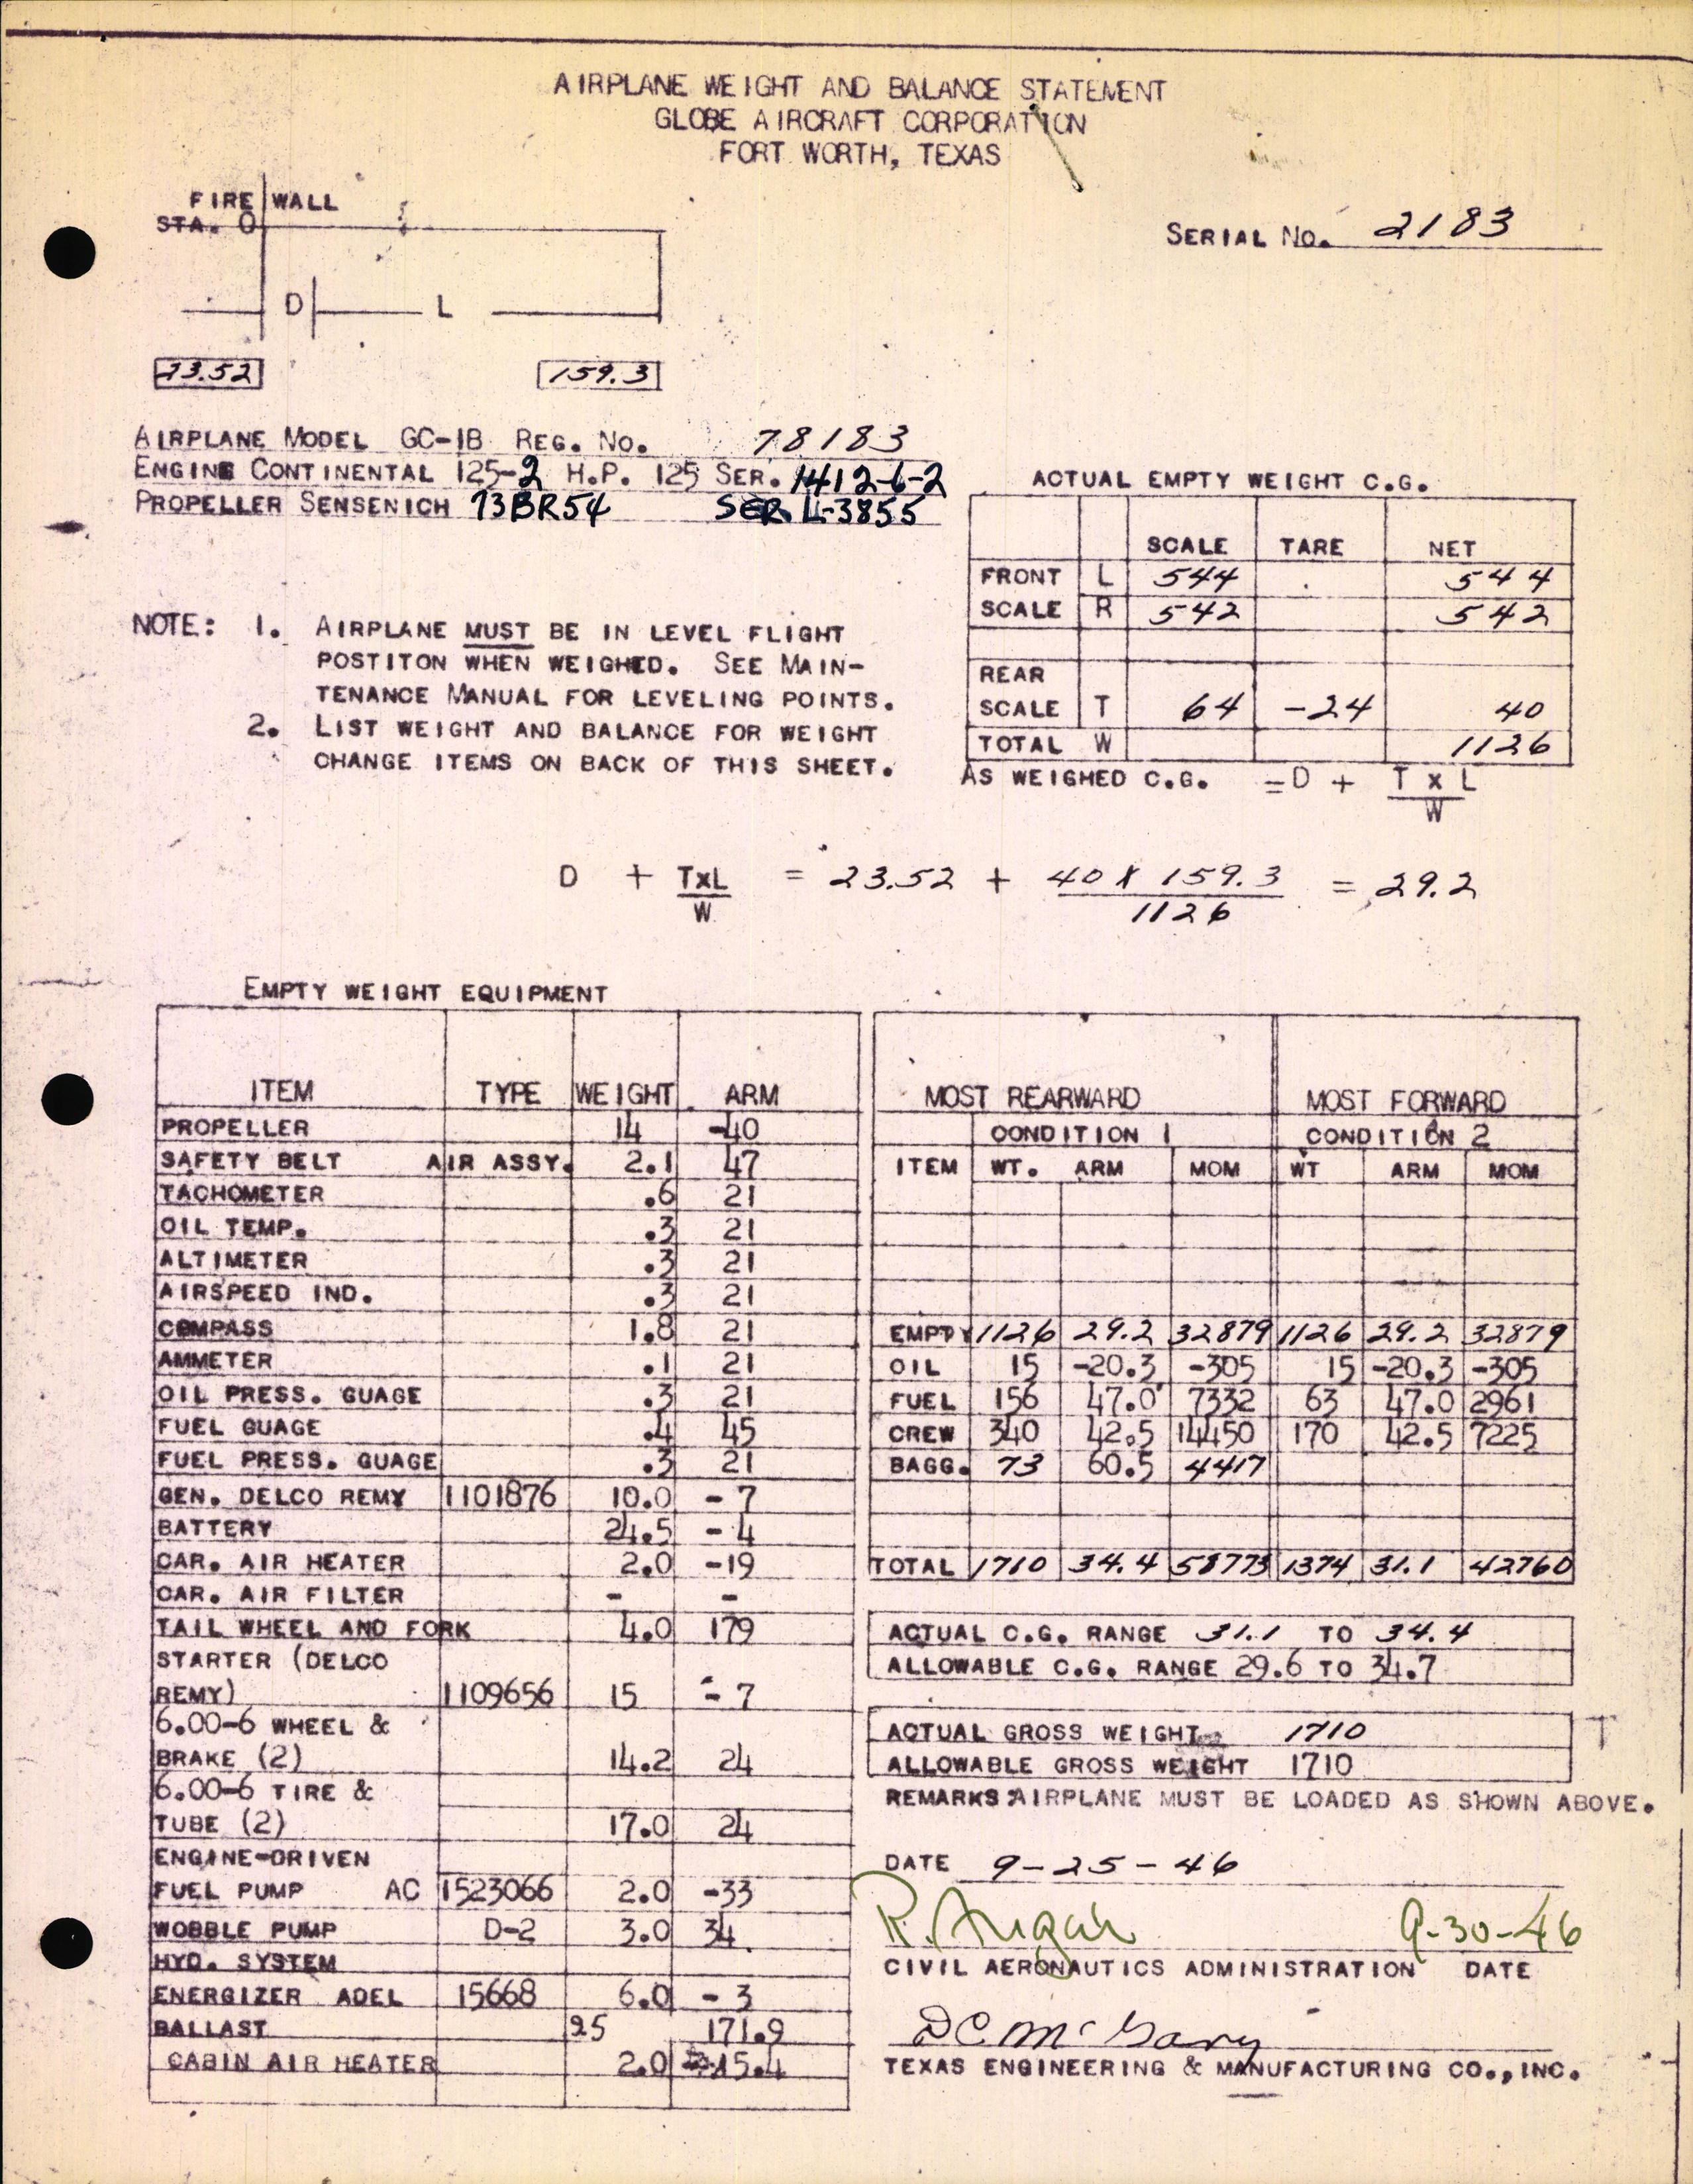 AIRPLANE WEIGHT AND BALANCE STATEMENT
GLOBE AIRCRAFT CORPORATION
FORT WORTH, TEXAS
FIRE WALL
STA. 0
SERIAL NO. 2183
D L
23.52 159.3
AIRPLANE MODEL GC-1B REG. NO. 78183
ENGINE CONTINENTAL 125-2 H.P. 125 SER. 1412-6-2
PROPELLER SENSENICH 73BR54 SER. L-3855
ACTUAL EMPTY WEIGHT C.G.
SCALE TARE NET
FRONT L 544 544
SCALE R 542 542
REAR
SCALE T 64 -24 40
TOTAL W 1126
AS WEIGHED C.G. = D + T X L
W
NOTE: 1. AIRPLANE MUST BE IN LEVEL FLIGHT
POSTITON WHEN WEIGHED. SEE MAIN-
TENANCE MANUAL FOR LEVELING POINTS.
2. LIST WEIGHT AND BALANCE FOR WEIGHT
CHANGE ITEMS ON BACK OF THIS SHEET.
D + TxL = 23.52 + 40 X 159.3 = 29.2
W 1126
EMPTY WEIGHT EQUIPMENT
ITEM TYPE WEIGHT ARM
PROPELLER 14 -40
SAFETY BELT AIR ASSY. 2.1 47
TACHOMETER .6 21
OIL TEMP. .3 21
ALTIMETER .3 21
AIRSPEED IND. .3 21
COMPASS 1.8 21
AMMETER .1 21
OIL PRESS. GUAGE .3 21
FUEL GUAGE .4 45
FUEL PRESS. GUAGE .3 21
GEN. DELCO REMY 1101876 10.0 - 7
BATTERY 24.5 - 4
CAR. AIR HEATER 2.0 -19
CAR. AIR FILTER - -
TAIL WHEEL AND FORK 4.0 179
STARTER (DELCO
REMY) 1109656 15 - 7
6.00-6 WHEEL &
BRAKE (2) 14.2 24
6.00-6 TIRE &
TUBE (2) 17.0 24
ENGINE-DRIVEN
FUEL PUMP AC 1523066 2.0 -33
WOBBLE PUMP D-2 3.0 34
HYD. SYSTEM
ENERGIZER ADEL 15668 6.0 - 3
BALLAST 25 171.9
CABIN AIR HEATER 2.0 15.4
MOST REARWARD MOST FORWARD
CONDITION 1 CONDITION 2
ITEM WT. ARM MOM WT ARM MOM
EMPTY 1126 29.2 32879 1126 29.2 32879
OIL 15 -20.3 -305 15 -20.3 -305
FUEL 156 47.0 7332 63 47.0 2961
CREW 340 42.5 14450 170 42.5 7225
BAGG. 73 60.5 4417
TOTAL 1710 34.4 58773 1374 31.1 42760
ACTUAL C.G. RANGE 31.1 TO 34.4
ALLOWABLE C.G. RANGE 29.6 TO 34.7
ACTUAL GROSS WEIGHT 1710
ALLOWABLE GROSS WEIGHT 1710
REMARKS: AIRPLANE MUST BE LOADED AS SHOWN ABOVE.
DATE 9-25-46
9-30-46
CIVIL AERONAUTICS ADMINISTRATION DATE
DC McGary
TEXAS ENGINEERING & MANUFACTURING CO., INC.